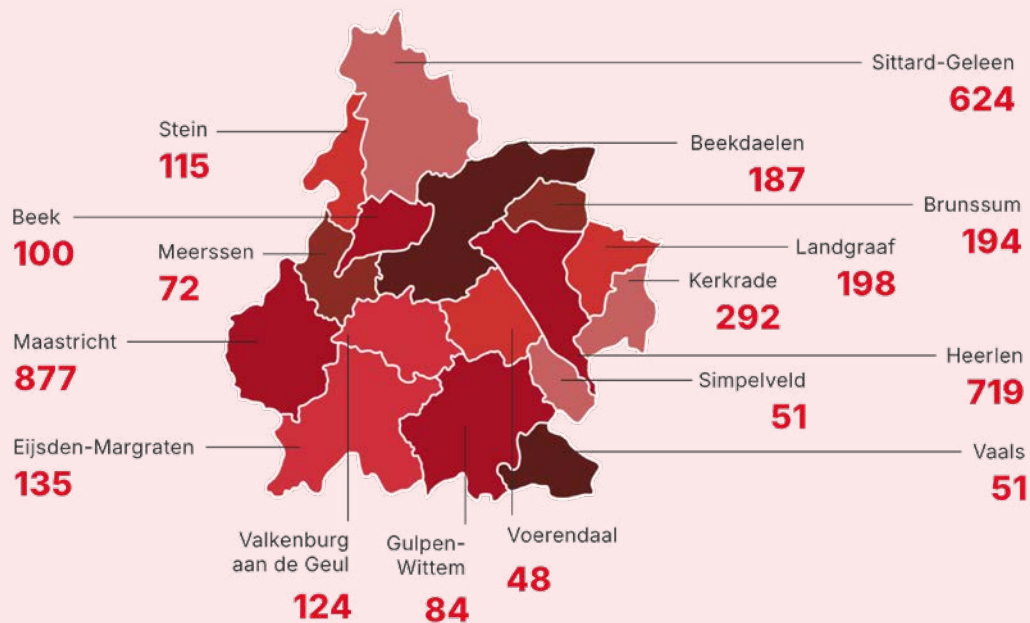 Sittard-Geleen
624
Stein
115
Beekdaelen
187
Beek
100
Brunssum
194
Meerssen
72
Landgraaf
198
Kerkrade
292
Maastricht
877
Heerlen
719
Simpelveld
51
Eijsden-Margraten
135
Vaals
51
Valkenburg
aan de Geul
124
Gulpen-
Wittem
84
Voerendaal
48